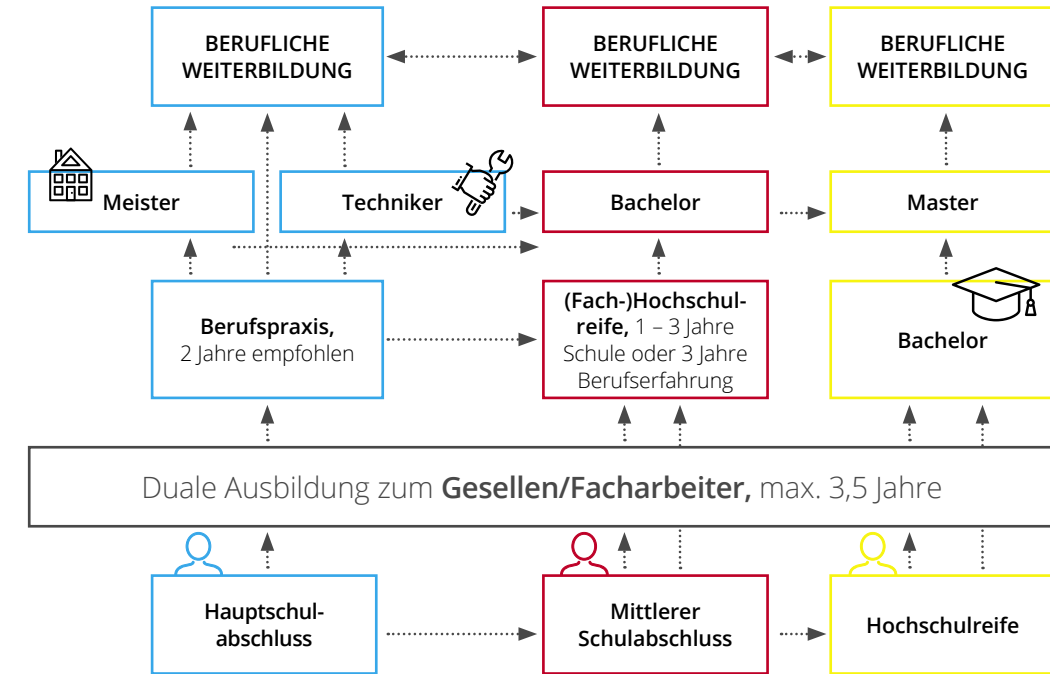 BERUFLICHE
WEITERBILDUNG
BERUFLICHE
WEITERBILDUNG
BERUFLICHE
WEITERBILDUNG
Meister
Techniker
Bachelor
Master
Berufspraxis,
2 Jahre empfohlen
(Fach-)Hochschul-
reife, 1 – 3 Jahre
Schule oder 3 Jahre
Berufserfahrung
Bachelor
Duale Ausbildung zum Gesellen/Facharbeiter, max. 3,5 Jahre
Hauptschul-
abschluss
Mittlerer
Schulabschluss
Hochschulreife